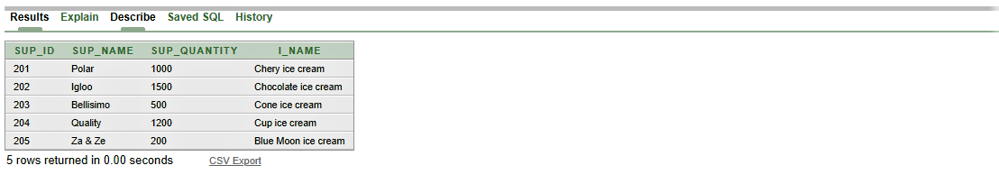 Results Explain Describe Saved SQL History
SUP_ID SUP_NAME SUP_QUANTITY I_NAME
201 Polar 1000 Chery ice cream
202 Igloo 1500 Chocolate ice cream
203 Bellisimo 500 Cone ice cream
204 Quality 1200 Cup ice cream
205 Za & Ze 200 Blue Moon ice cream
5 rows returned in 0.00 seconds CSV Export